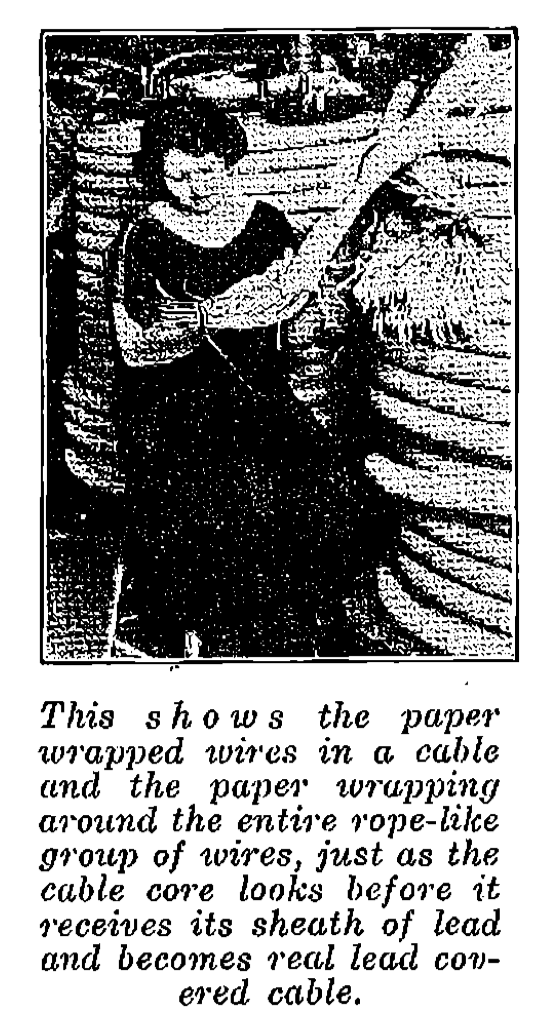 This shows the paper
wrapped wires in a cable
and the paper wrapping
around the entire rope-like
group of wires, just as the
cable core looks before it
receives its sheath of lead
and becomes real lead cov-
ered cable.